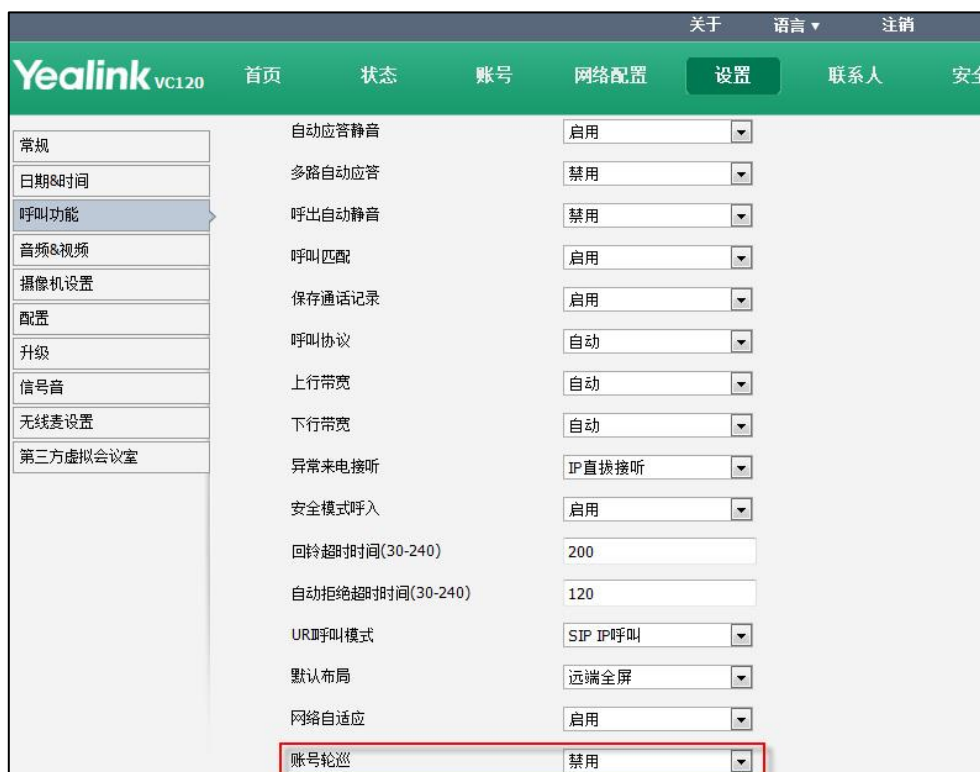 关于 语言 ▼ 注销
Yealink VC120 首页 状态 账号 网络配置 设置 联系人 安全
常规
日期&时间
呼叫功能
音频&视频
摄像机设置
配置
升级
信号音
无线麦设置
第三方虚拟会议室
自动应答静音 启用
多路自动应答 禁用
呼出自动静音 禁用
呼叫匹配 启用
保存通话记录 启用
呼叫协议 自动
上行带宽 自动
下行带宽 自动
异常来电接听 IP直拔接听
安全模式呼入 启用
回铃超时时间(30-240) 200
自动拒绝超时时间(30-240) 120
URI呼叫模式 SIP IP呼叫
默认布局 远端全屏
网络自适应 启用
账号轮巡 禁用